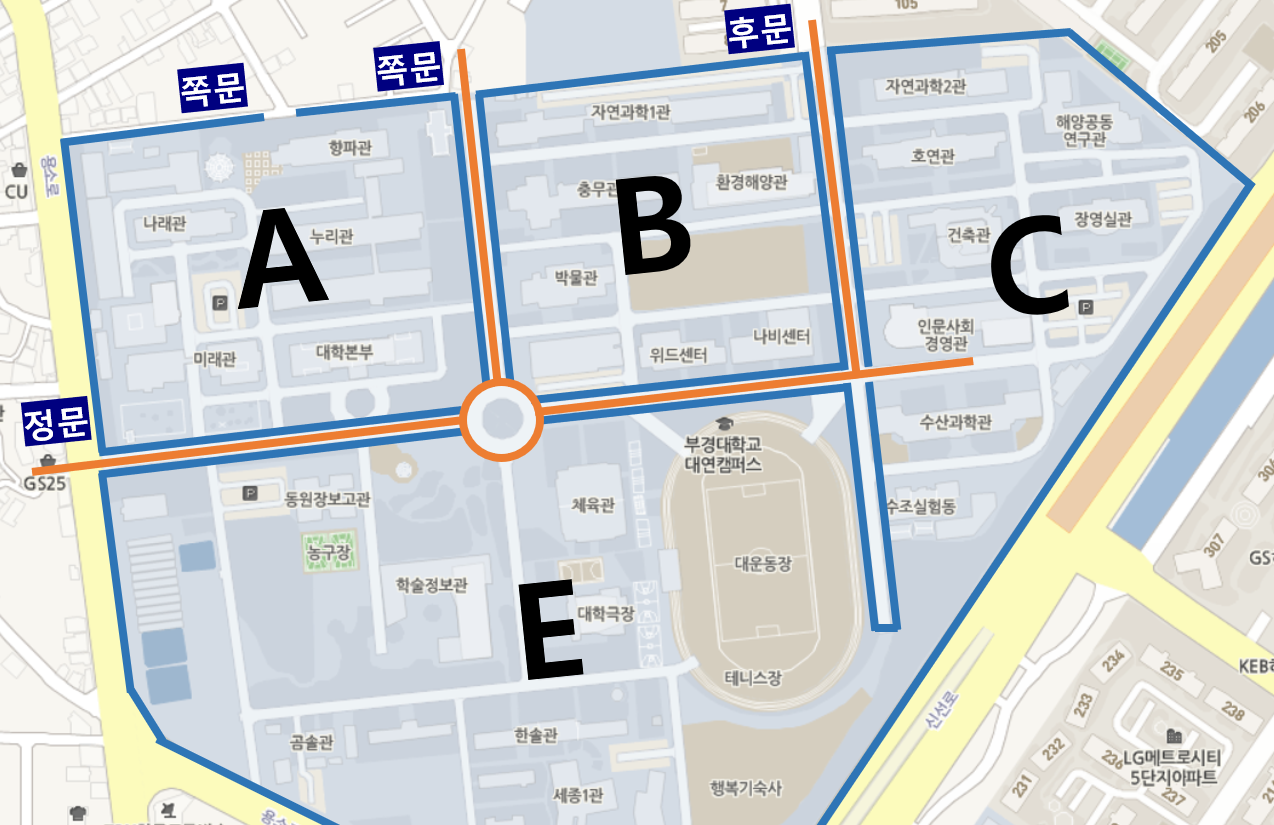 105
후문
쪽문
쪽문
205
206
자연과학2관
자연과학1관
해양공동
연구관
향파관
호연관
용소로
CU
충무관
환경해양관
B
나래관
누리관
A
장영실관
건축관
C
박물관
P
P
인문사회
경영관
나비센터
위드센터
미래관
대학본부
정문
수산과학관
부경대학교
대연캠퍼스
GS25
P
동원장보고관
체육관
수조실험동
307
농구장
대운동장
학술정보관
E
대학극장
234
235
KEB
테니스장
233
238
신선로
곰솔관
한솔관
232
236
LG메트로시티
5단지아파트
231
237
세종1관
행복기숙사